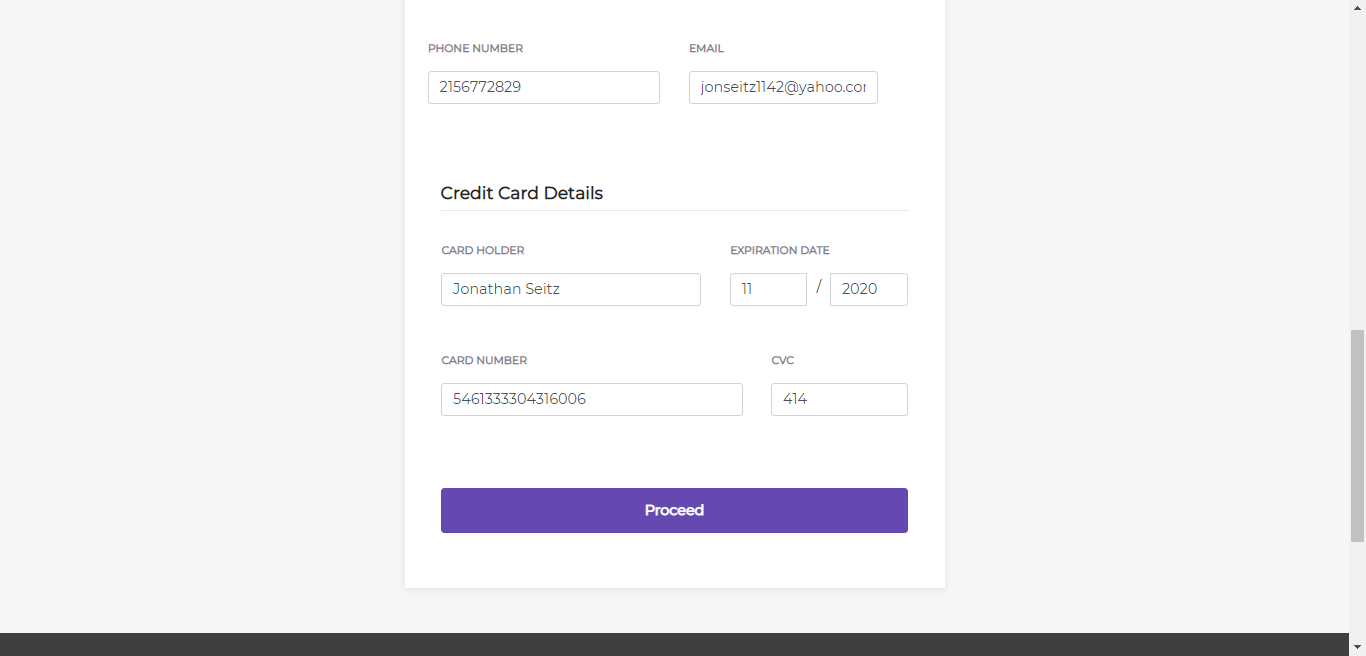 PHONE NUMBER EMAIL
2156772829 jonseitz1142@yahoo.cor
Credit Card Details
CARD HOLDER EXPIRATION DATE
Jonathan Seitz 11 / 2020
CARD NUMBER CVC
5461333304316006 414
Proceed